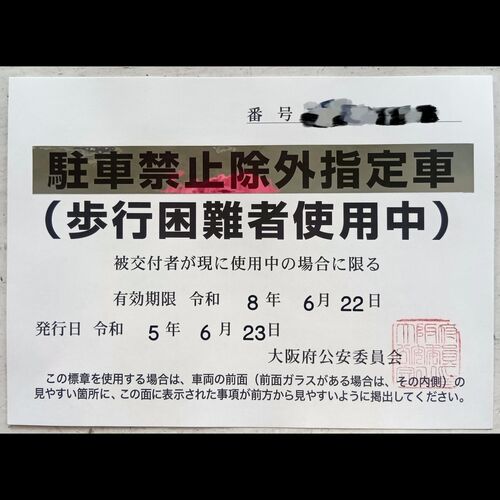 番号
駐車禁止除外指定車
（歩行困難者使用中）
被交付者が現に使用中の場合に限る
有効期限 令和 8年 6月22日
発行日 令和 5年 6月23日
大阪府公安委員会
この標章を使用する場合は、車両の前面（前面ガラスがある場合は、その内側）の
見やすい箇所に、この面に表示された事項が前方から見やすいように掲出してください。